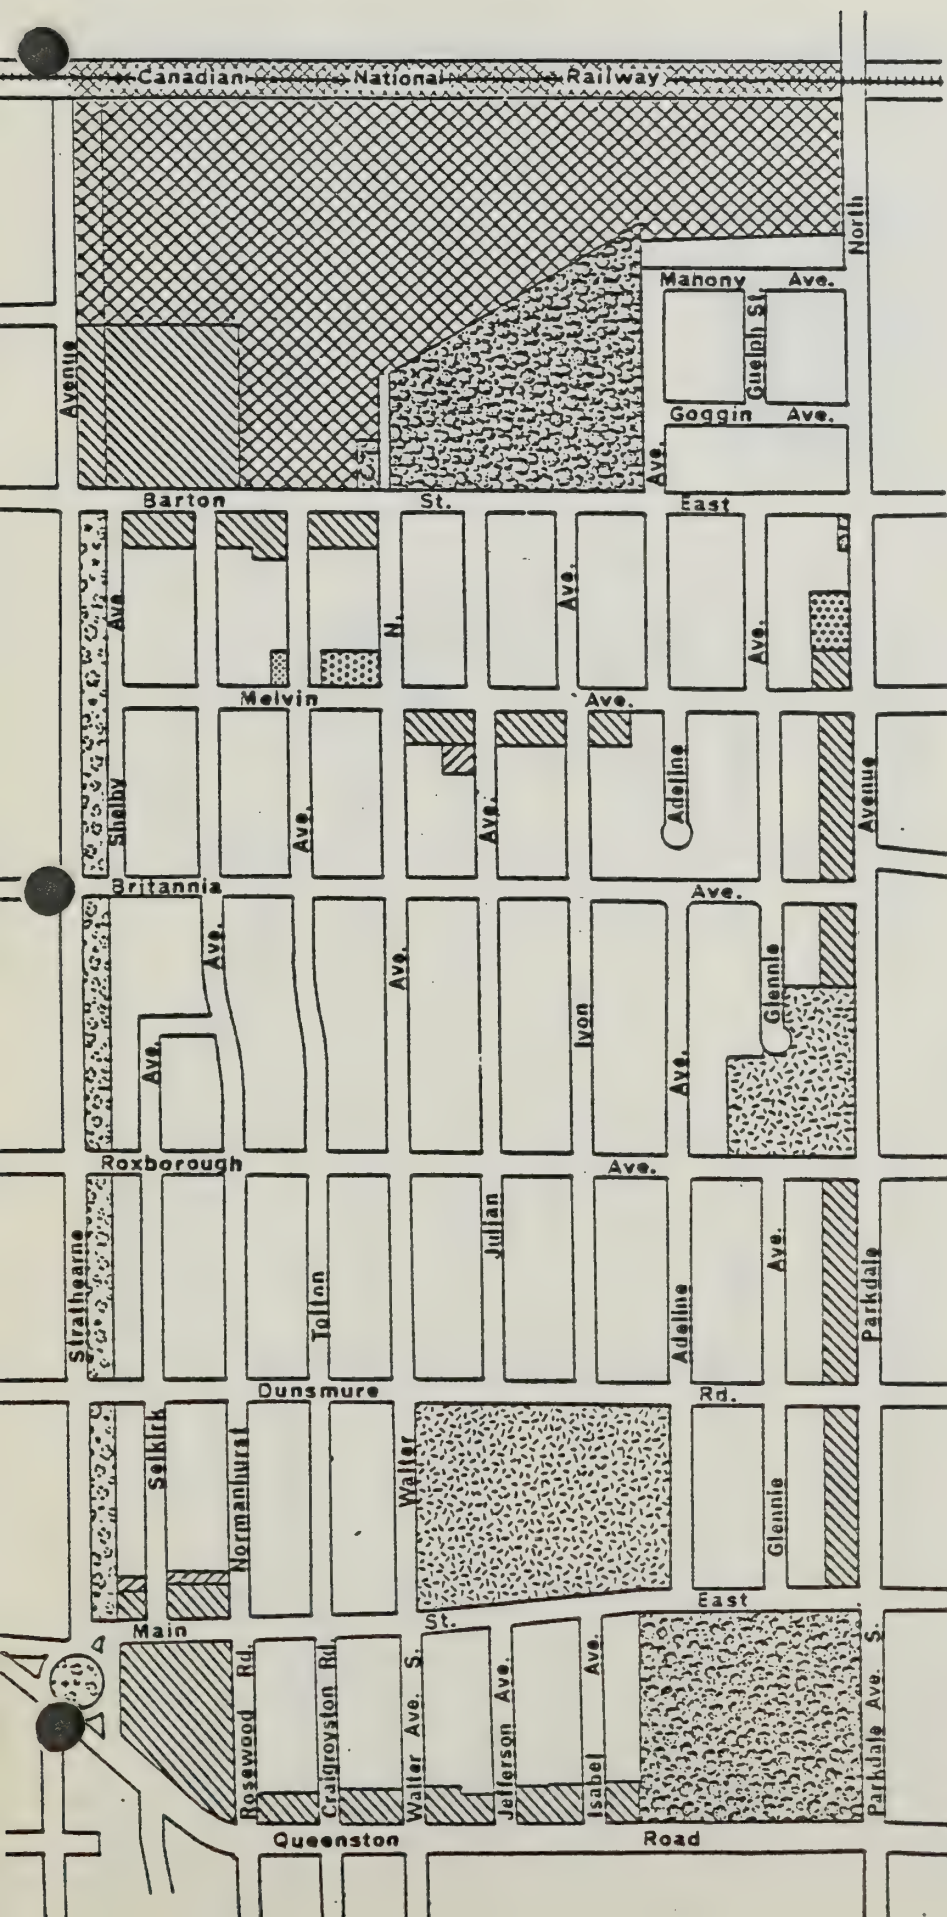 Canadian National Railway
North
Mahony Ave.
Guelph St.
Goggin Ave.
Avenue
Ave.
Barton St. East
Ave.
N.
Ave.
Ave.
Melvin Ave.
Shelby
Ave.
Ave.
Adeline
Avenue
Britannia Ave.
Ave.
Ave.
Ave.
Ivon
Ave.
Glennie
Roxborough Ave.
Strathearne
Tolton
Julian
Adeline
Ave.
Parkdale
Dunsmure Rd.
Selkirk
Normanhurst
Walter
Glennie
Main St. East
Rosewood Rd.
Craigroyston Rd.
Walter Ave. S.
Jefferson Ave.
Isabel Ave.
Parkdale Ave. S.
Queenston Road